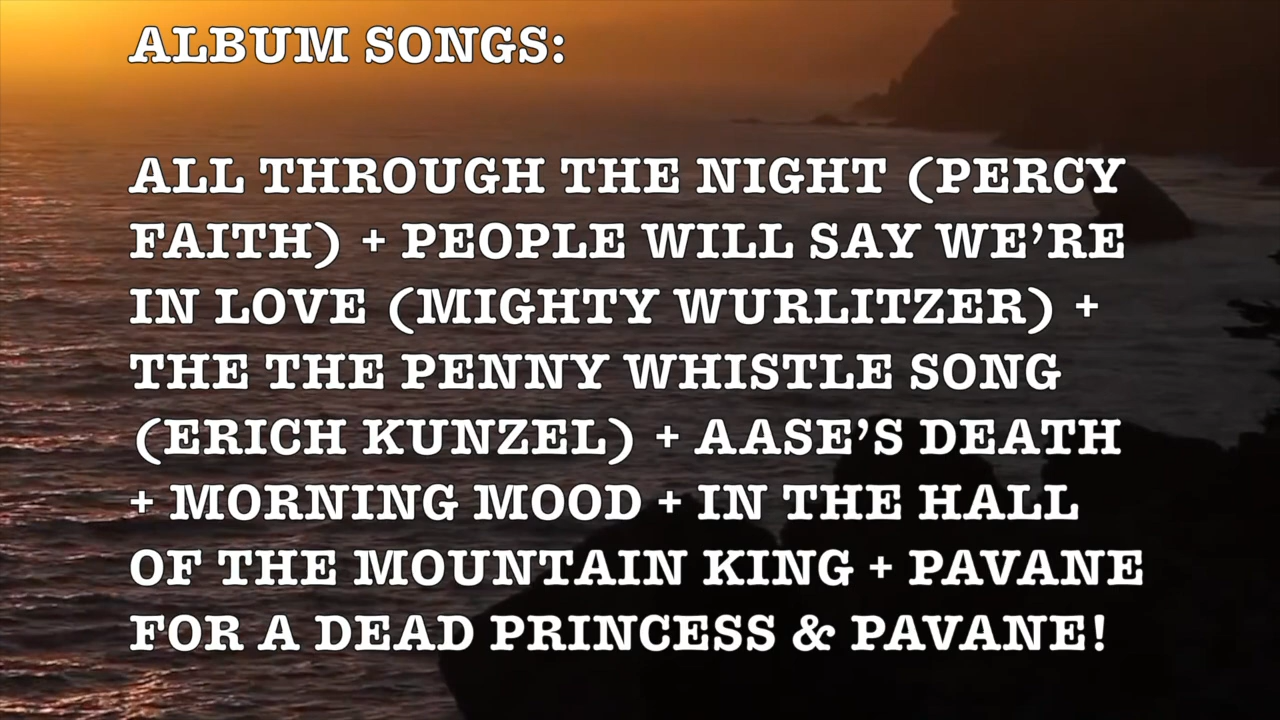 ALBUM SONGS:
ALL THROUGH THE NIGHT (PERCY
FAITH) + PEOPLE WILL SAY WE’RE
IN LOVE (MIGHTY WURLITZER) +
THE THE PENNY WHISTLE SONG
(ERICH KUNZEL) + AASE’S DEATH
+ MORNING MOOD + IN THE HALL
OF THE MOUNTAIN KING + PAVANE
FOR A DEAD PRINCESS & PAVANE!